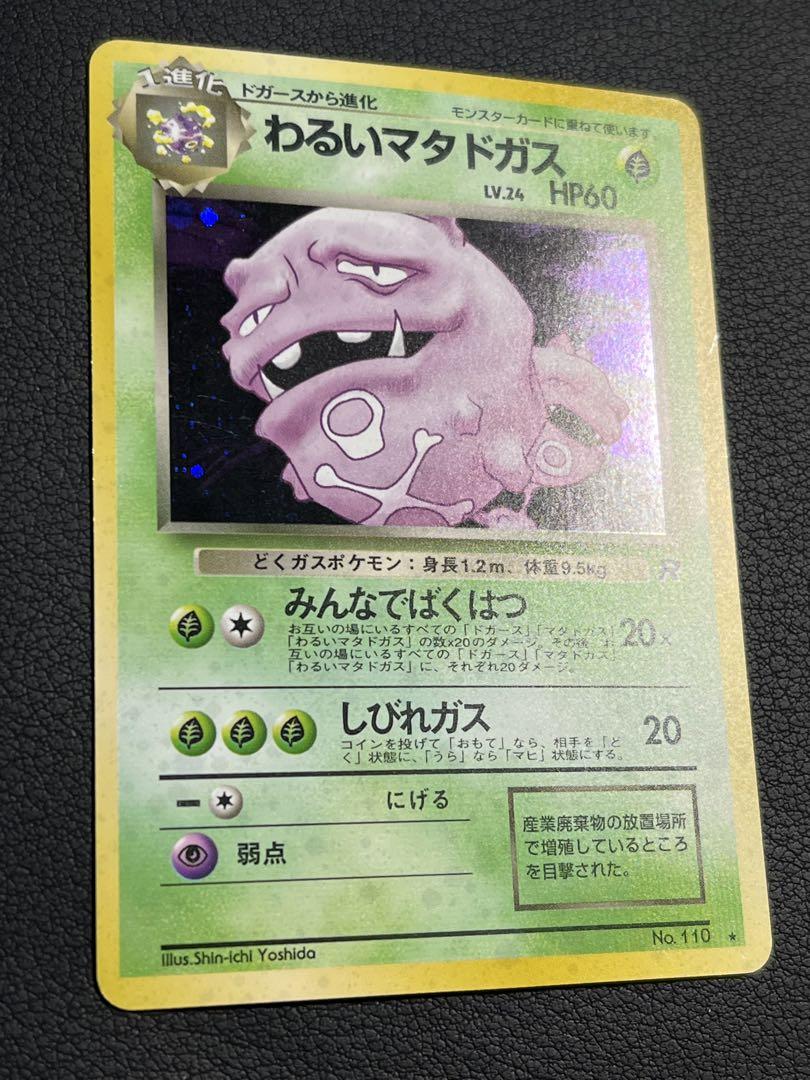 1進化
ドガースから進化
モンスターカードに重ねて使います
わるいマタドガス
LV.24 HP60
どくガスポケモン：身長1.2m、体重9.5kg
R
みんなでばくはつ
お互いの場にいるすべての「ドガース」「マタドガス」
「わるいマタドガス」の数x20のダメージ。その後、お
互いの場にいるすべての「ドガース」「マタドガス」
「わるいマタドガス」に、それぞれ20ダメージ。
20x
しびれガス
コインを投げて「おもて」なら、相手を「ど
く」状態に、「うら」なら「マヒ」状態にする。
20
にげる
弱点
産業廃棄物の放置場所
で増殖しているところ
を目撃された。
Illus.Shin-ichi Yoshida
No. 110 ★